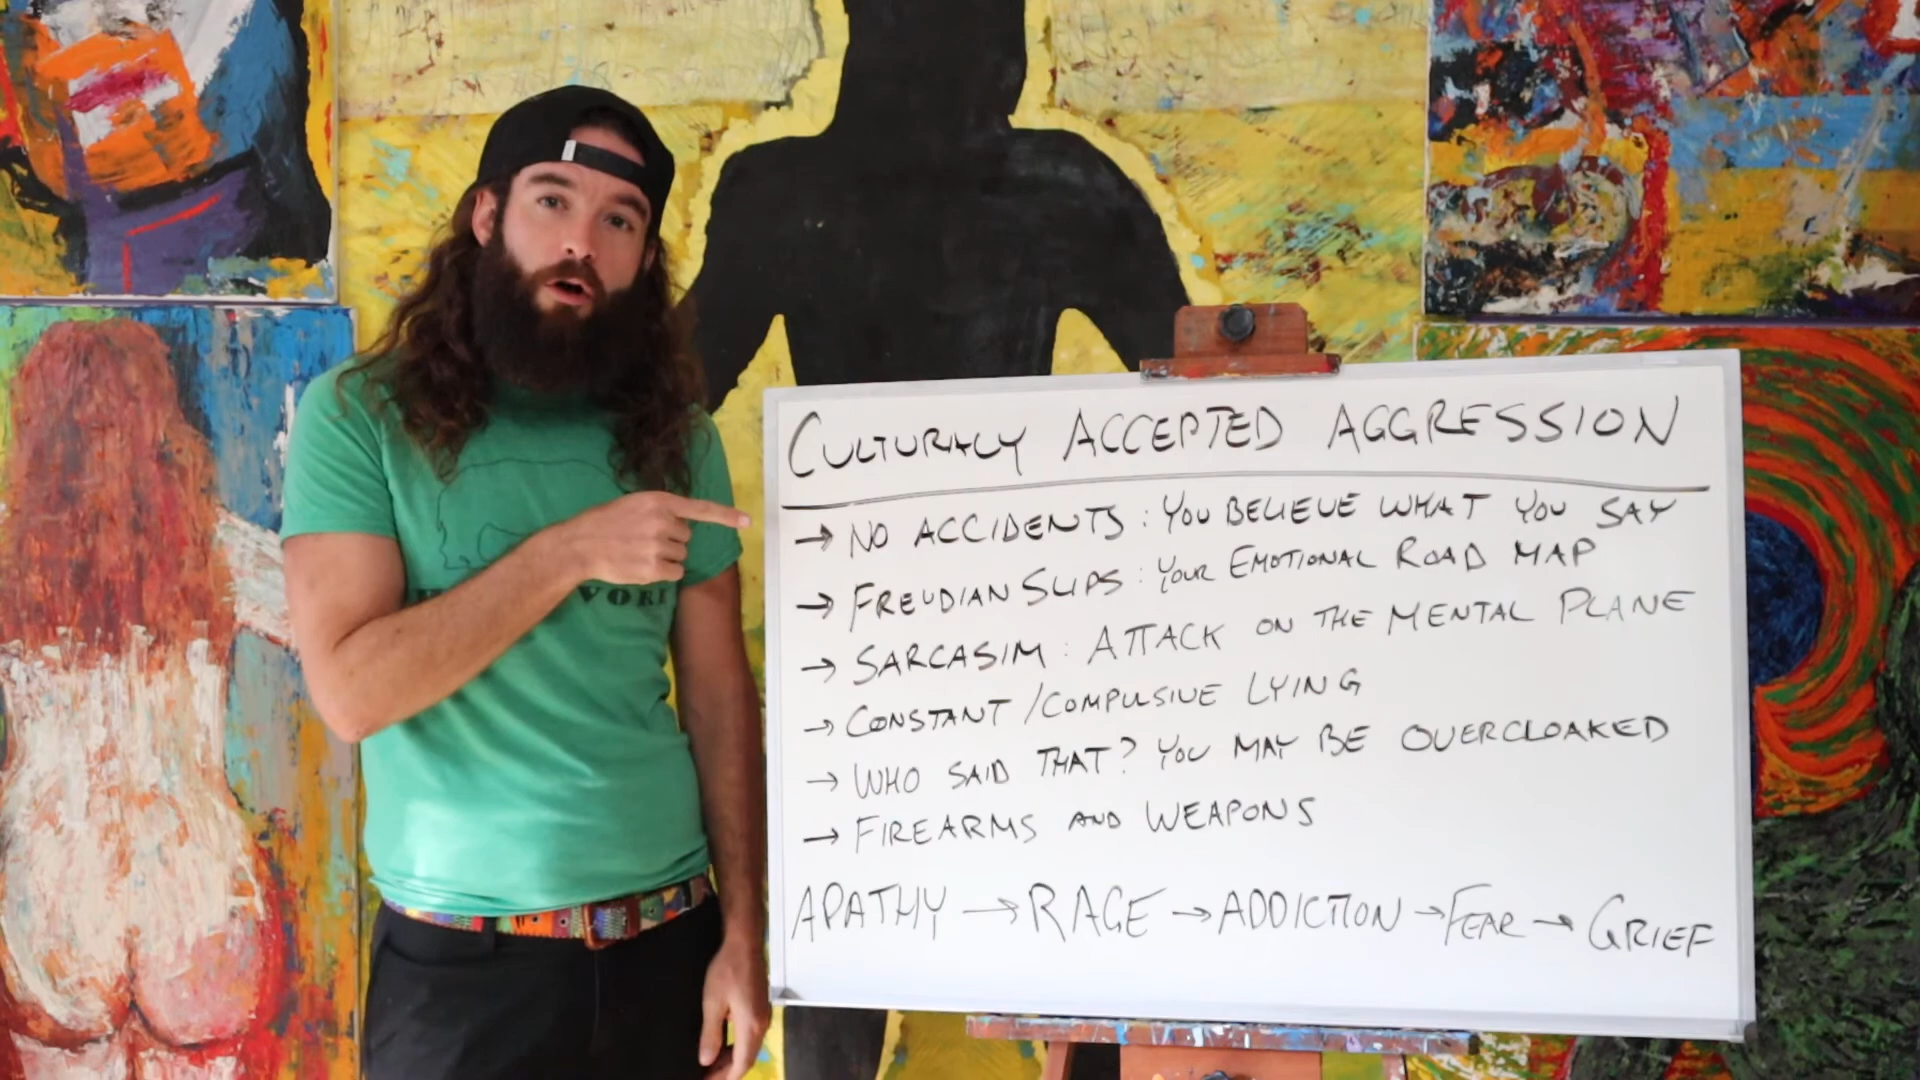 CULTURALY ACCEPTED AGGRESSION
→ NO ACCIDENTS: YOU BELIEVE WHAT YOU SAY
→ FREUDIAN SLIPS: YOUR EMOTIONAL ROAD MAP
→ SARCASIM: ATTACK ON THE MENTAL PLANE
→ CONSTANT/COMPULSIVE LYING
→ WHO SAID THAT? YOU MAY BE OVERCLOAKED
→ FIREARMS AND WEAPONS
APATHY → RAGE → ADDICTION → FEAR → GRIEF